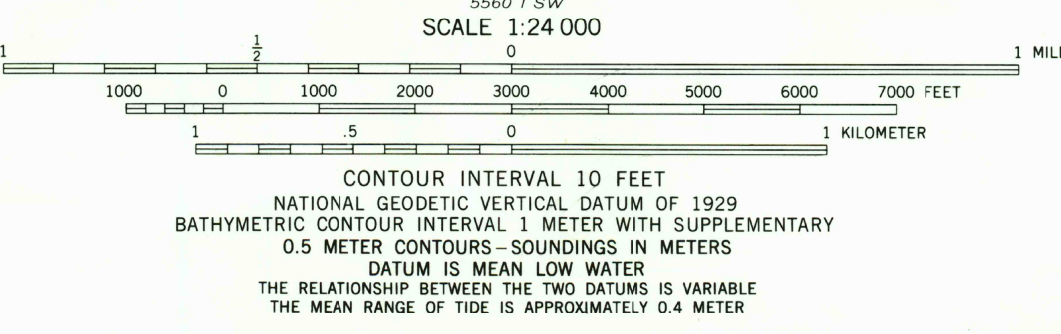 5560 I SW
SCALE 1:24 000
1 1/2 0 1 MIL
1000 0 1000 2000 3000 4000 5000 6000 7000 FEET
1 .5 0 1 KILOMETER
CONTOUR INTERVAL 10 FEET
NATIONAL GEODETIC VERTICAL DATUM OF 1929
BATHYMETRIC CONTOUR INTERVAL 1 METER WITH SUPPLEMENTARY
0.5 METER CONTOURS–SOUNDINGS IN METERS
DATUM IS MEAN LOW WATER
THE RELATIONSHIP BETWEEN THE TWO DATUMS IS VARIABLE
THE MEAN RANGE OF TIDE IS APPROXIMATELY 0.4 METER